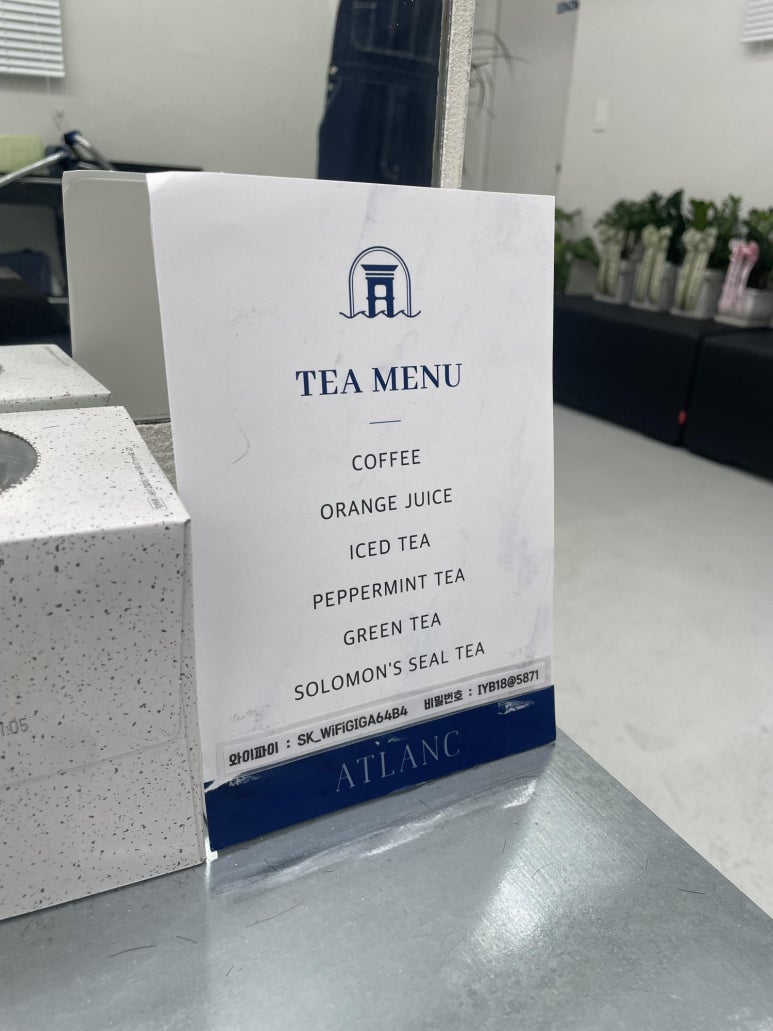 TEA MENU
COFFEE
ORANGE JUICE
ICED TEA
PEPPERMINT TEA
GREEN TEA
SOLOMON'S SEAL TEA
와이파이 : SK_WiFiGIGA64B4 비밀번호 : IYB18@5871
ATLANC